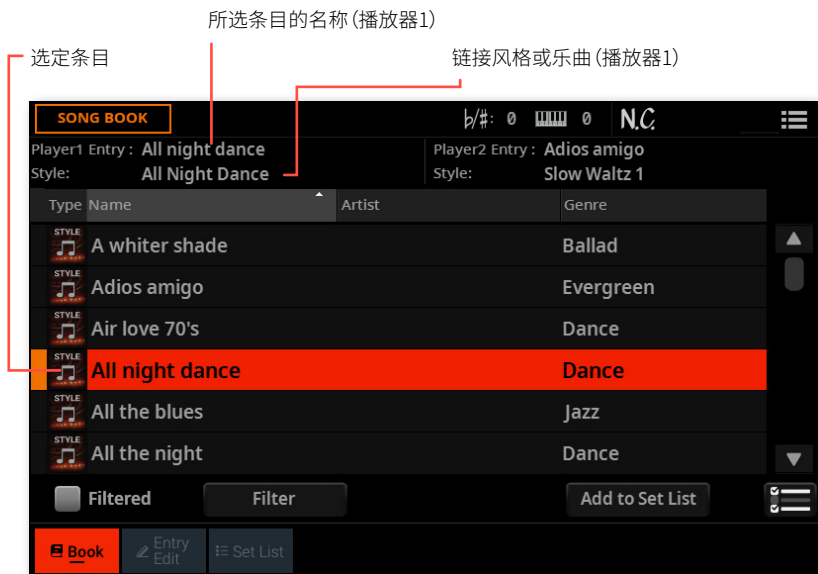 所选条目的名称(播放器1)
选定条目
链接风格或乐曲(播放器1)
SONG BOOK
♭/♯: 0 0 N.C.
Player1 Entry : All night dance
Player2 Entry : Adios amigo
Style: All Night Dance
Style: Slow Waltz 1
Type Name Artist Genre
STYLE
A whiter shade Ballad
STYLE
Adios amigo Evergreen
STYLE
Air love 70's Dance
STYLE
All night dance Dance
STYLE
All the blues Jazz
STYLE
All the night Dance
Filtered Filter Add to Set List
Book
Entry
Edit
Set List